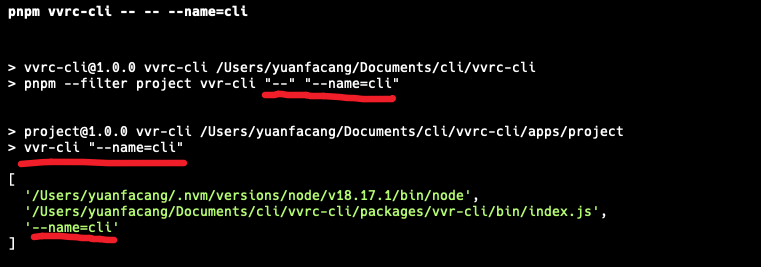 pnpm vvrc-cli -- -- --name=cli
> vvrc-cli@1.0.0 vvrc-cli /Users/yuanfacang/Documents/cli/vvrc-cli
> pnpm --filter project vvr-cli "--" "--name=cli"
> project@1.0.0 vvr-cli /Users/yuanfacang/Documents/cli/vvrc-cli/apps/project
> vvr-cli "--name=cli"
[
'/Users/yuanfacang/.nvm/versions/node/v18.17.1/bin/node',
'/Users/yuanfacang/Documents/cli/vvrc-cli/packages/vvr-cli/bin/index.js',
'--name=cli'
]